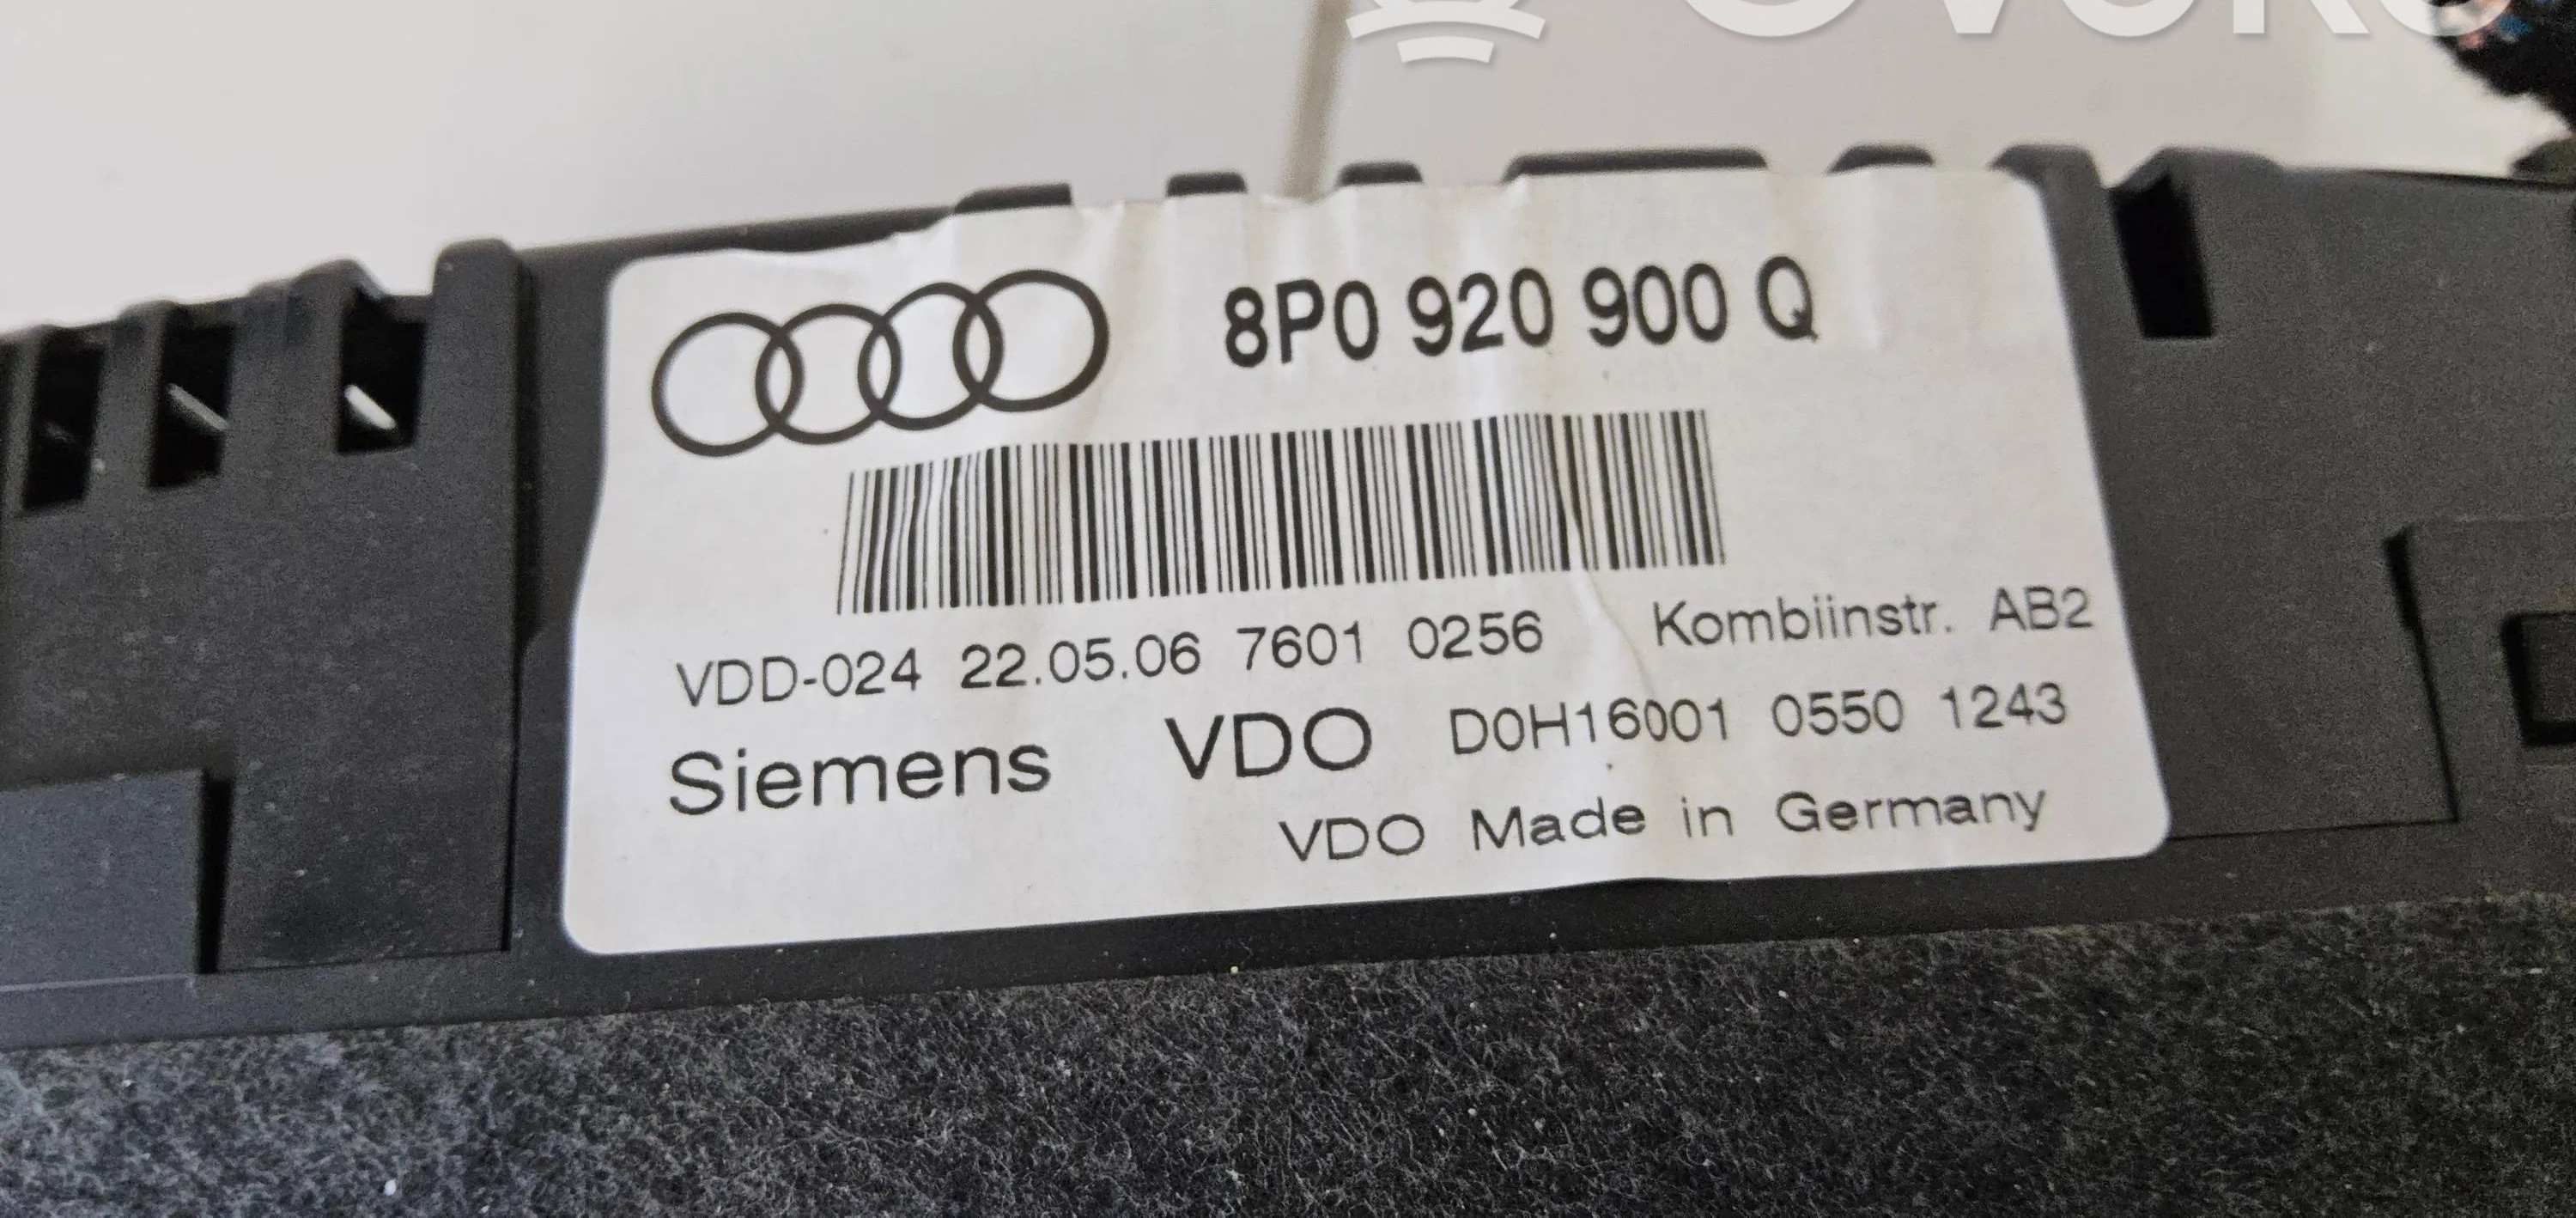 8P0 920 900 Q
VDD-024 22.05.06 7601 0256 Kombiinstr. AB2
Siemens VDO D0H16001 0550 1243
VDO Made in Germany